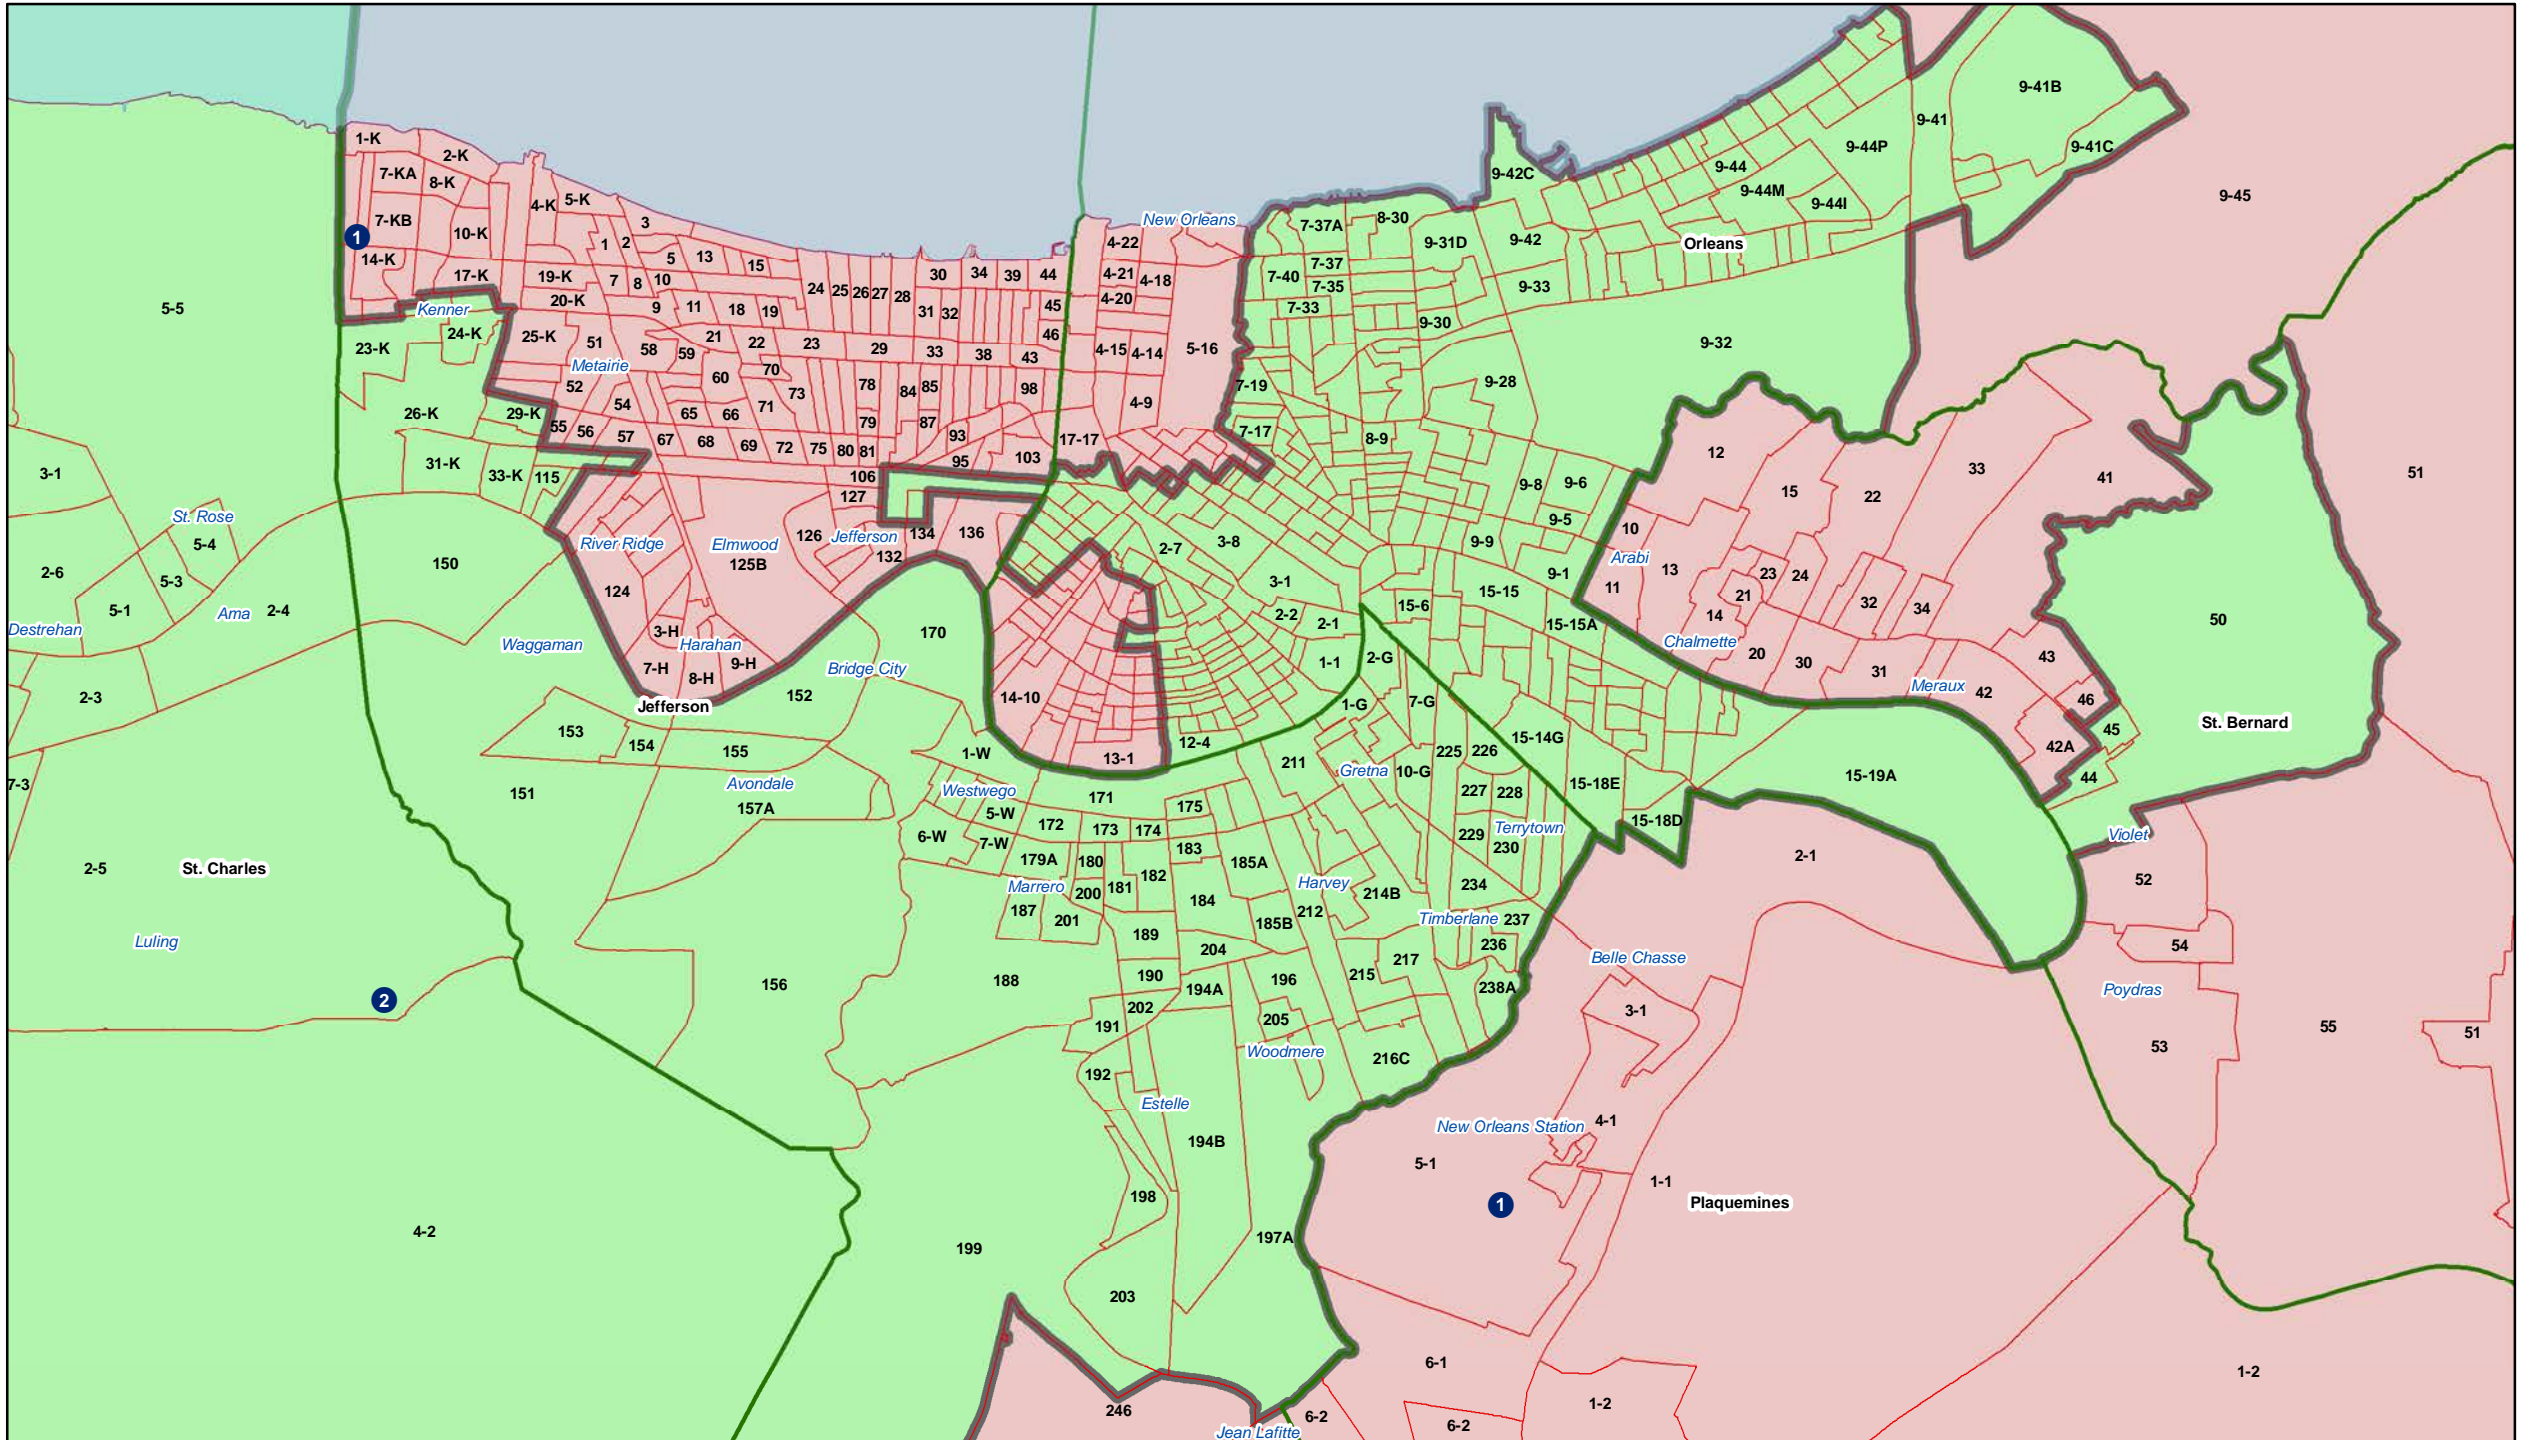 9-41B
9-41
9-44P
9-41C
1-K
2-K
7-KA
8-K
9-44
9-42C
9-44M
9-44I
9-45
4-K
5-K
7-KB
10-K
1
3
1
2
New Orleans
7-37A
8-30
9-31D
9-42
Orleans
4-22
14-K
17-K
19-K
20-K
5
13
15
7
8
10
30
34
39
44
4-21
4-18
4-20
7-37
7-40
7-35
7-33
9-33
24
25
26
27
28
5-5
Kenner
9
11
18
19
31
32
45
46
9-30
23-K
24-K
25-K
51
58
59
21
22
23
29
33
38
43
4-15
4-14
5-16
9-32
Metairie
52
60
70
73
78
84
85
98
7-19
9-28
26-K
29-K
54
65
66
71
79
87
4-9
55
56
57
67
68
69
72
75
80
81
93
95
103
17-17
7-17
8-9
12
33
3-1
31-K
33-K
115
106
127
9-8
9-6
15
22
41
51
St. Rose
5-4
River Ridge
Elmwood
125B
126
Jefferson
134
132
136
2-7
3-8
9-9
9-5
10
Arabi
2-6
5-3
5-1
150
124
3-1
9-1
11
13
23
24
Ama
2-4
Destrehan
2-2
2-1
15-6
15-15
15-15A
14
21
32
34
50
Waggaman
3-H
Harahan
7-H
8-H
9-H
170
Bridge City
1-1
2-G
Chalmette
20
30
31
Meraux
42
43
46
45
St. Bernard
2-3
Jefferson
152
14-10
1-G
7-G
153
154
155
1-W
13-1
12-4
211
Gretna
10-G
225
226
15-14G
15-18E
15-19A
42A
44
7-3
151
Avondale
157A
Westwego
5-W
6-W
7-W
171
172
173
174
175
227
228
229
230
Terrytown
15-18D
Violet
2-5
St. Charles
179A
180
183
185A
2-1
Marrero
200
181
182
187
201
184
185B
Harvey
212
214B
234
52
Luling
189
204
Timberlane
237
236
54
2
156
188
190
194A
196
215
217
238A
Belle Chasse
Poydras
202
191
205
3-1
55
51
53
Woodmere
216C
192
Estelle
New Orleans Station
4-1
194B
5-1
198
1-1
1
Plaquemines
4-2
199
197A
203
6-1
1-2
246
6-2
6-2
1-2
Jean Lafitte